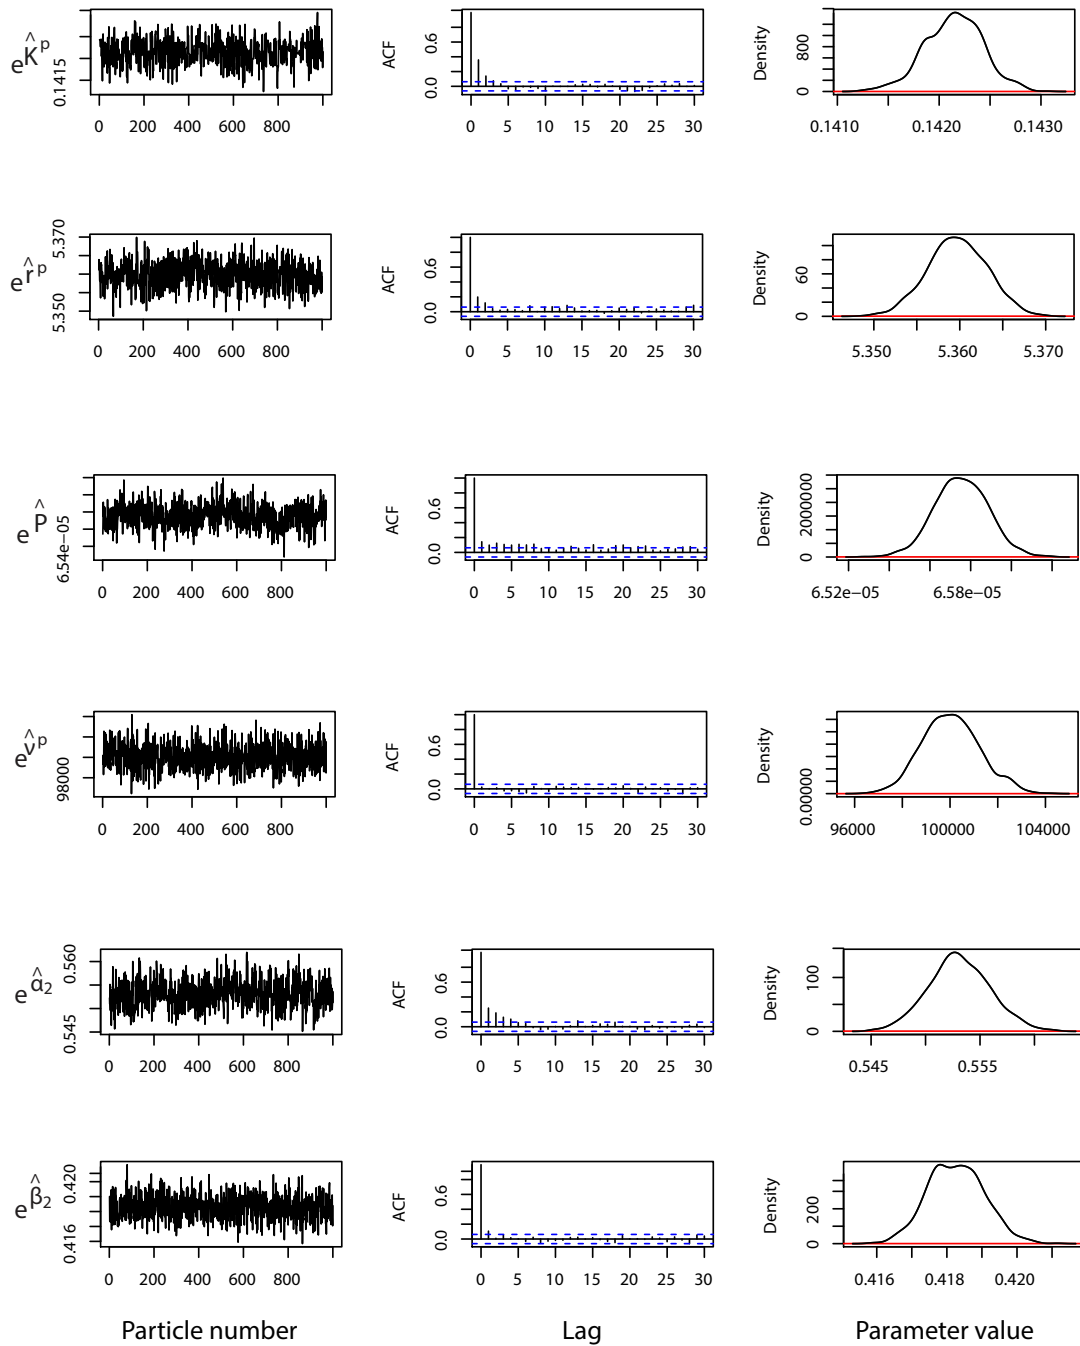 e^K̂^p
0.1415
0 200 400 600 800
ACF
0.0 0.6
0 5 10 15 20 25 30
Density
0 800
0.1410 0.1420 0.1430
e^r̂^p
5.350 5.370
0 200 400 600 800
ACF
0.0 0.6
0 5 10 15 20 25 30
Density
0 60
5.350 5.360 5.370
e^P̂
6.54e−05
0 200 400 600 800
ACF
0.0 0.6
0 5 10 15 20 25 30
Density
0 2000000
6.52e−05 6.58e−05
e^ν̂^p
98000
0 200 400 600 800
ACF
0.0 0.6
0 5 10 15 20 25 30
Density
0.00000
96000 100000 104000
e^α̂₂
0.545 0.560
0 200 400 600 800
ACF
0.0 0.6
0 5 10 15 20 25 30
Density
0 100
0.545 0.555
e^β̂₂
0.416 0.420
0 200 400 600 800
ACF
0.0 0.6
0 5 10 15 20 25 30
Density
0 200
0.416 0.418 0.420
Particle number Lag Parameter value